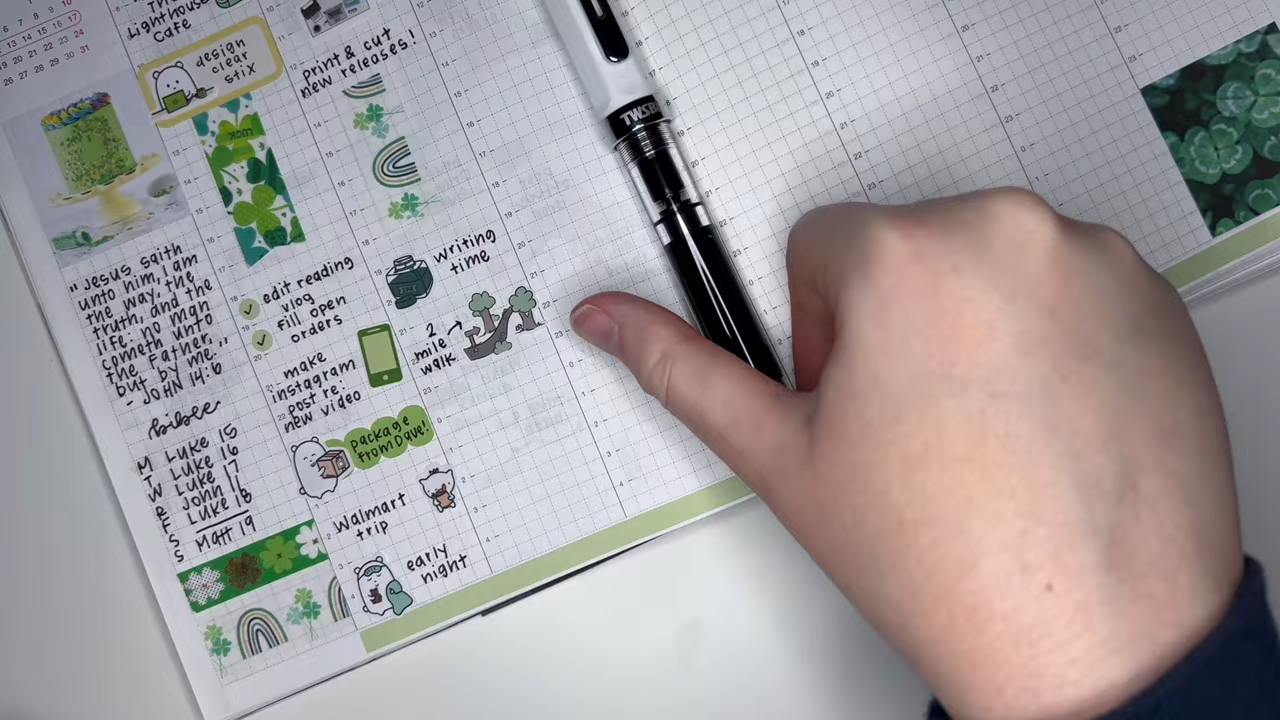 The
Lighthouse
Cafe
design
clear
stix
LUCK
"Jesus saith
unto him, I am
the way, the
truth, and the
life: no man
cometh unto
the Father,
but by me."
- JOHN 14:6
bible
M Luke 15
T Luke 16
W Luke 17
R John 11
F Luke 18
S
S Matt 19
edit reading
vlog
fill open
orders
make
instagram
post re:
new video
package
from Dave!
print & cut
new releases!
writing
time
2
mile
walk
Walmart
trip
early
night
TWSBI